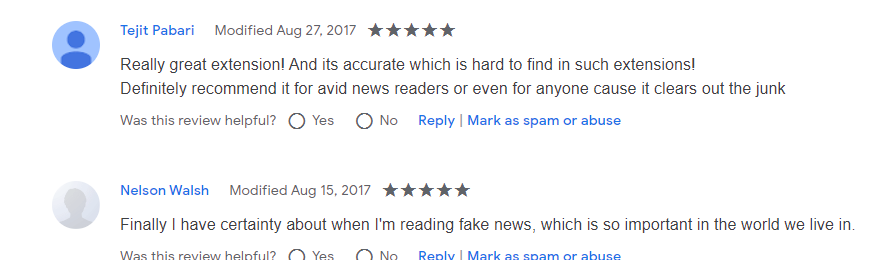 Tejit Pabari Modified Aug 27, 2017 ★★★★★
Really great extension! And its accurate which is hard to find in such extensions!
Definitely recommend it for avid news readers or even for anyone cause it clears out the junk
Was this review helpful? Yes No Reply | Mark as spam or abuse
Nelson Walsh Modified Aug 15, 2017 ★★★★★
Finally I have certainty about when I'm reading fake news, which is so important in the world we live in.
Was this review helpful? Yes No Reply | Mark as spam or abuse